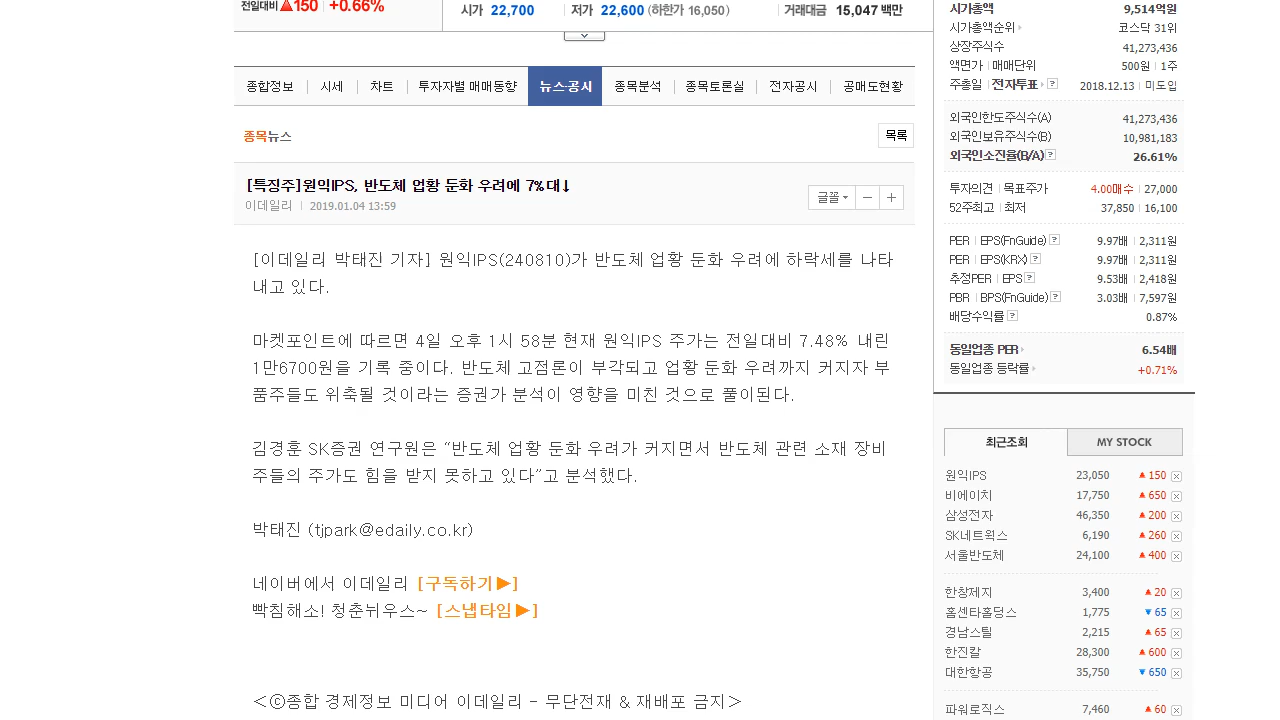 전일대비 ▲150 +0.66%
시가 22,700 저가 22,600 (하한가 16,050) 거래대금 15,047 백만
종합정보 시세 차트 투자자별 매매동향 뉴스·공시 종목분석 종목토론실 전자공시 공매도현황
종목뉴스 목록
[특징주]원익IPS, 반도체 업황 둔화 우려에 7%대↓
이데일리 2019.01.04 13:59
글꼴 － ＋
[이데일리 박태진 기자] 원익IPS(240810)가 반도체 업황 둔화 우려에 하락세를 나타
내고 있다.
마켓포인트에 따르면 4일 오후 1시 58분 현재 원익IPS 주가는 전일대비 7.48% 내린
1만6700원을 기록 중이다. 반도체 고점론이 부각되고 업황 둔화 우려까지 커지자 부
품주들도 위축될 것이라는 증권가 분석이 영향을 미친 것으로 풀이된다.
김경훈 SK증권 연구원은 “반도체 업황 둔화 우려가 커지면서 반도체 관련 소재 장비
주들의 주가도 힘을 받지 못하고 있다”고 분석했다.
박태진 (tjpark@edaily.co.kr)
네이버에서 이데일리 [구독하기▶]
빡침해소! 청춘뉘우스~ [스냅타임▶]
<ⓒ종합 경제정보 미디어 이데일리 - 무단전재 & 재배포 금지>
시가총액 9,514억원
시가총액순위 코스닥 31위
상장주식수 41,273,436
액면가 매매단위 500원 1주
주총일 전자투표 ? 2018.12.13 미도입
외국인한도주식수(A) 41,273,436
외국인보유주식수(B) 10,981,183
외국인소진율(B/A) ? 26.61%
투자의견 목표주가 4.00매수 27,000
52주최고 최저 37,850 16,100
PER EPS(FnGuide) ? 9.97배 2,311원
PER EPS(KRX) ? 9.97배 2,311원
추정PER EPS ? 9.53배 2,418원
PBR BPS(FnGuide) ? 3.03배 7,597원
배당수익률 ? 0.87%
동일업종 PER 6.54배
동일업종 등락률 +0.71%
최근조회 MY STOCK
원익IPS 23,050 ▲150
비에이치 17,750 ▲650
삼성전자 46,350 ▲200
SK네트웍스 6,190 ▲260
서울반도체 24,100 ▲400
한창제지 3,400 ▲20
홈센타홀딩스 1,775 ▼65
경남스틸 2,215 ▲65
한진칼 28,300 ▲600
대한항공 35,750 ▼650
파워로직스 7,460 ▲60